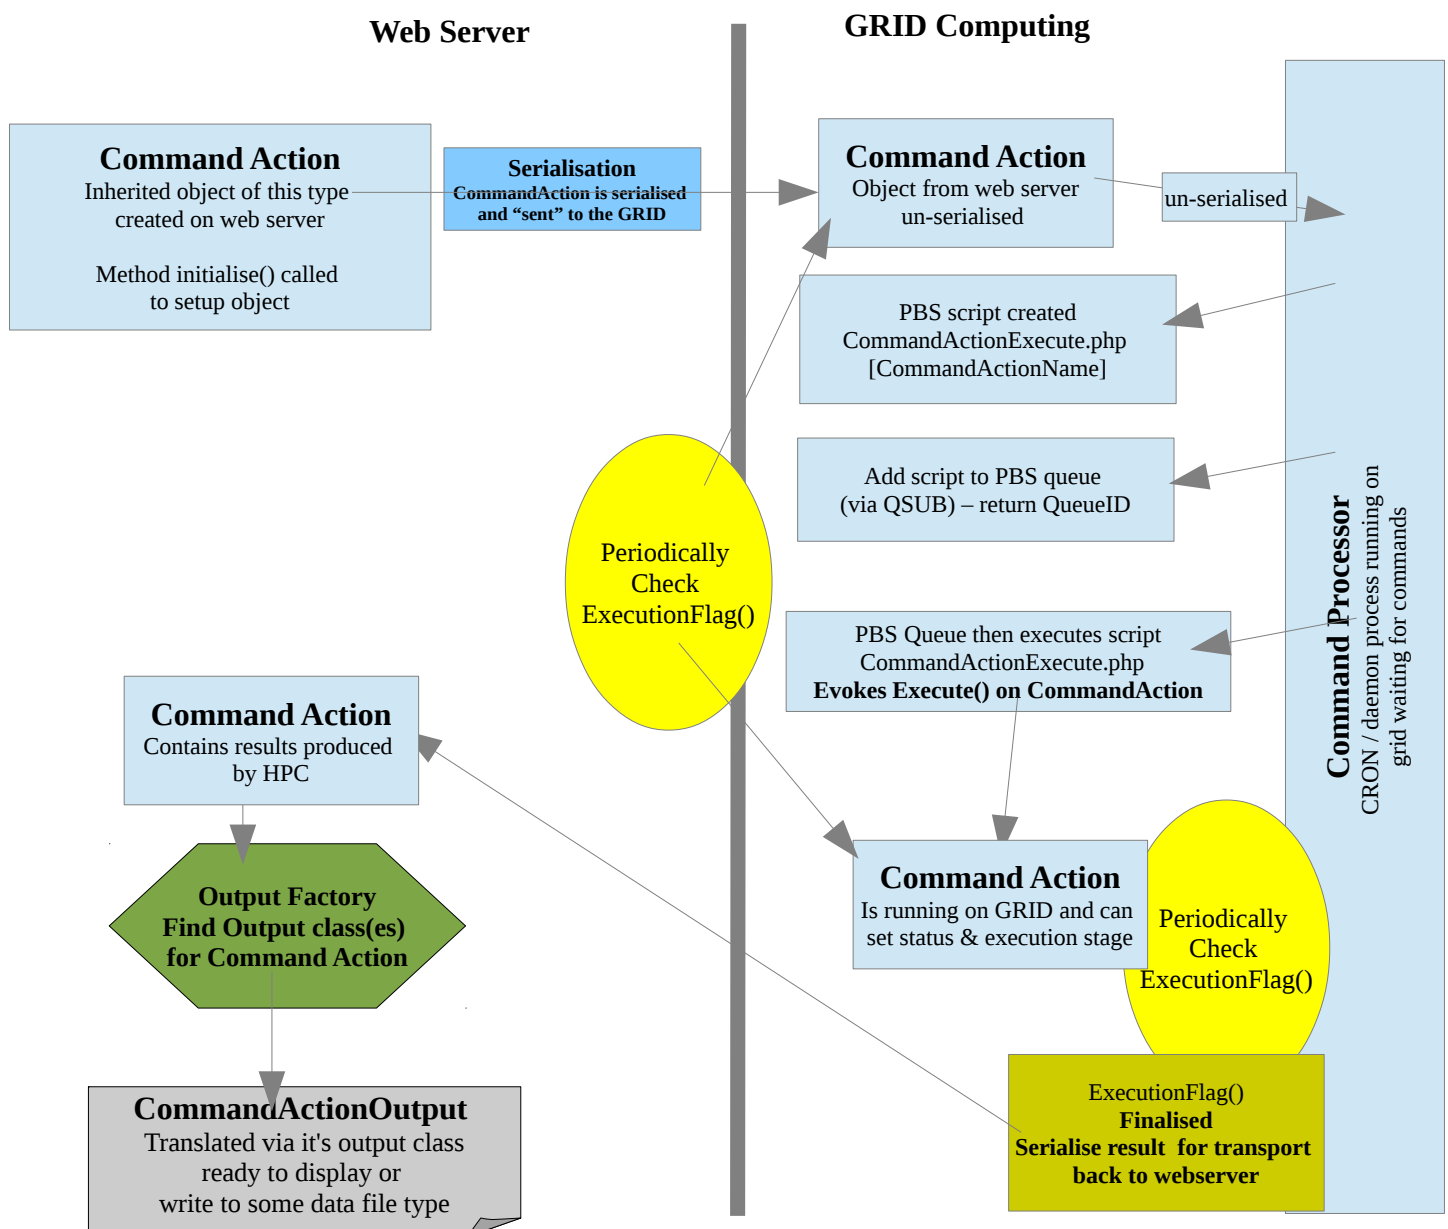 Web Server
GRID Computing
Command Action
Inherited object of this type
created on web server
Method initialise() called
to setup object
Serialisation
CommandAction is serialised
and “sent” to the GRID
Command Action
Object from web server
un-serialised
un-serialised
PBS script created
CommandActionExecute.php
[CommandActionName]
Add script to PBS queue
(via QSUB) – return QueueID
Periodically
Check
ExecutionFlag()
PBS Queue then executes script
CommandActionExecute.php
Evokes Execute() on CommandAction
Command Processor
CRON / daemon process running on
grid waiting for commands
Command Action
Contains results produced
by HPC
Command Action
Is running on GRID and can
set status & execution stage
Periodically
Check
ExecutionFlag()
Output Factory
Find Output class(es)
for Command Action
ExecutionFlag()
Finalised
Serialise result for transport
back to webserver
CommandActionOutput
Translated via it's output class
ready to display or
write to some data file type